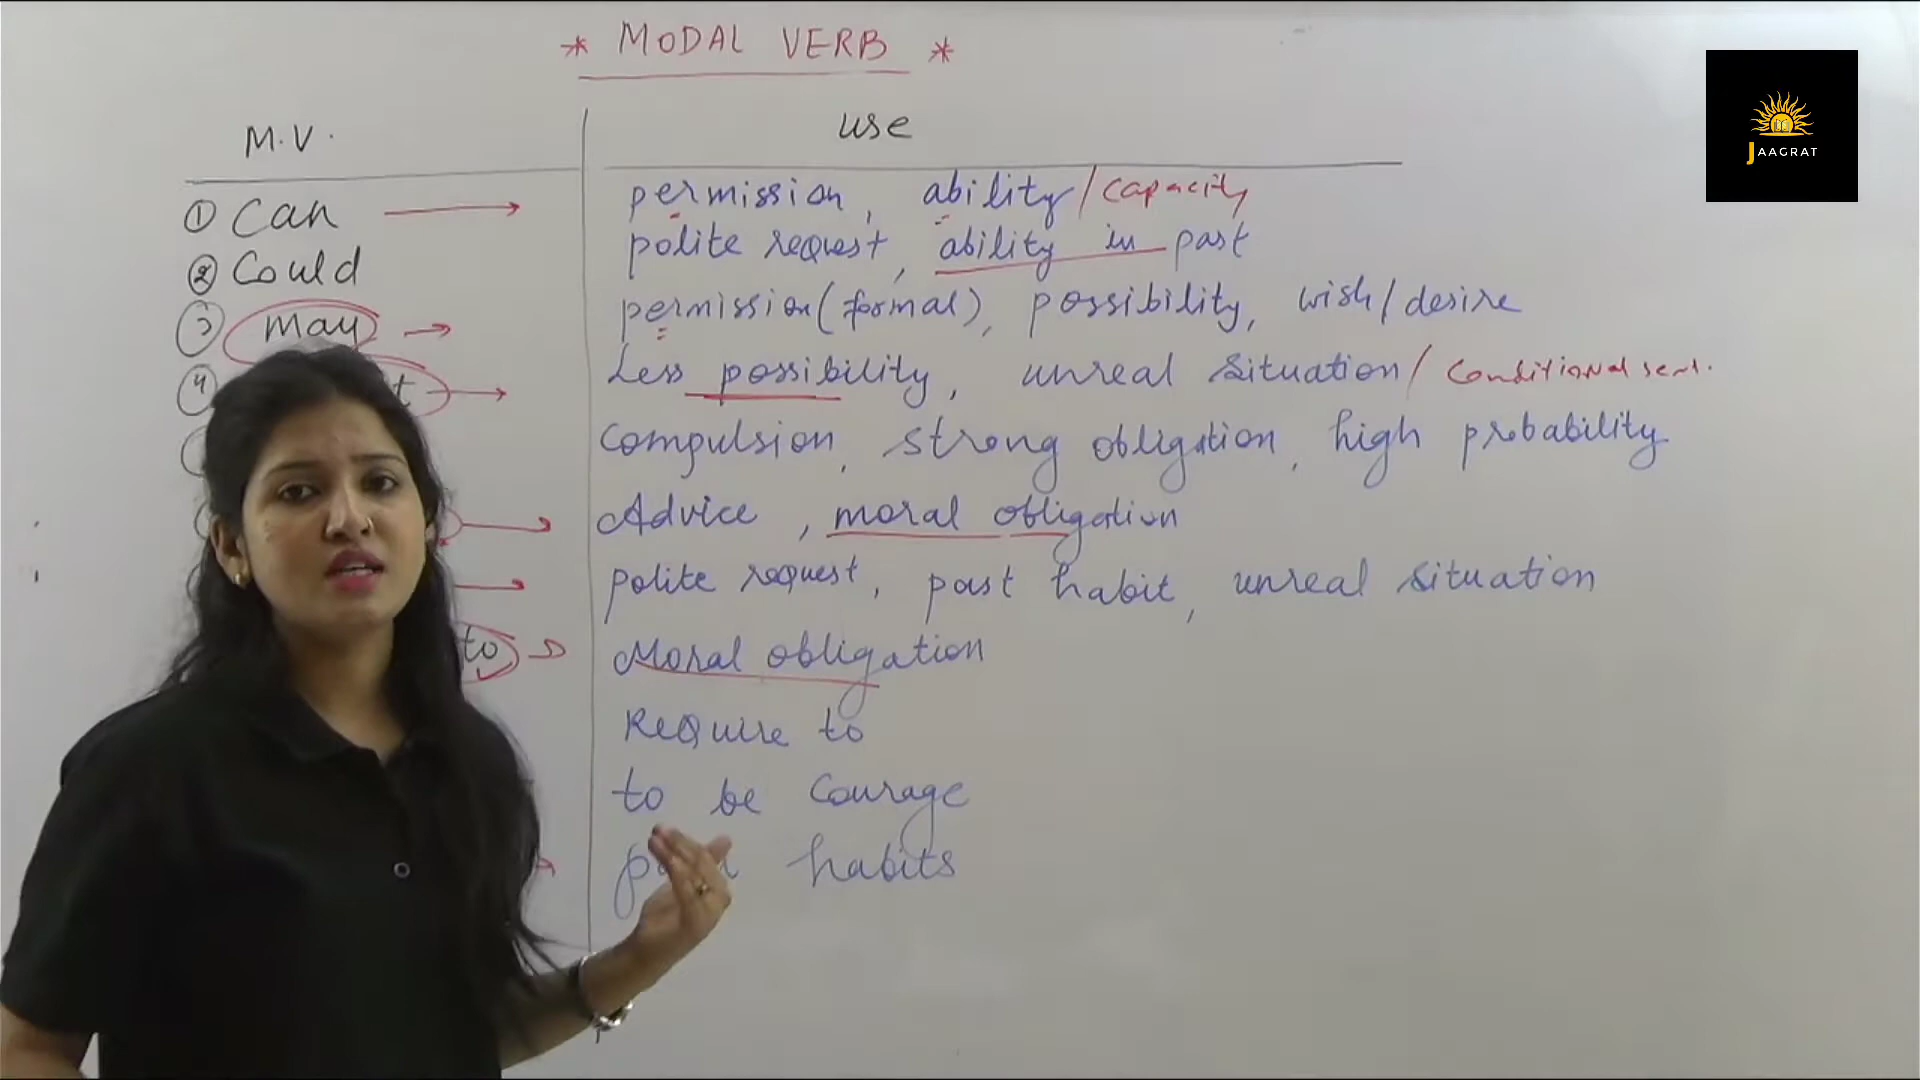 * MODAL VERB *
M.V.
use
① Can → permission, ability/capacity
② Could polite request, ability in past
③ may → permission (formal), possibility, wish/desire
④ t → Less possibility, unreal situation/conditional sent.
Compulsion, strong obligation, high probability
→ Advice, moral obligation
→ polite request, past habit, unreal situation
to → Moral obligation
Require to
to be courage
habits
JAAGRAT